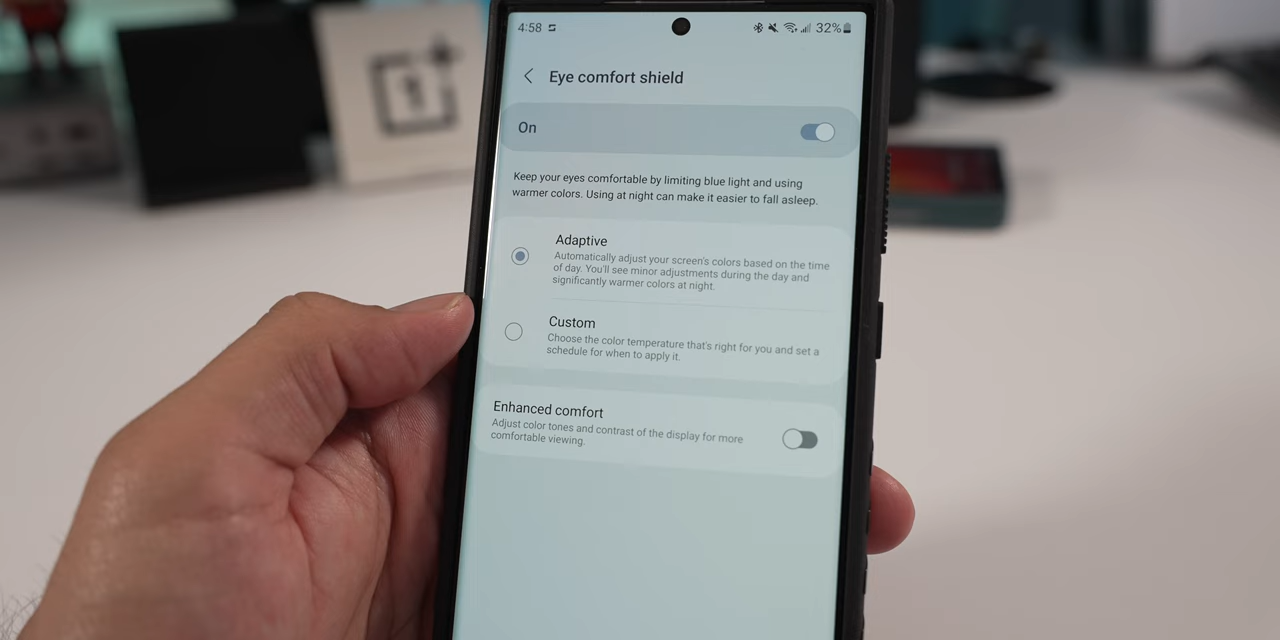 4:58 32%
Eye comfort shield
On
Keep your eyes comfortable by limiting blue light and using
warmer colors. Using at night can make it easier to fall asleep.
Adaptive
Automatically adjust your screen's colors based on the time
of day. You'll see minor adjustments during the day and
significantly warmer colors at night.
Custom
Choose the color temperature that's right for you and set a
schedule for when to apply it.
Enhanced comfort
Adjust color tones and contrast of the display for more
comfortable viewing.
1+